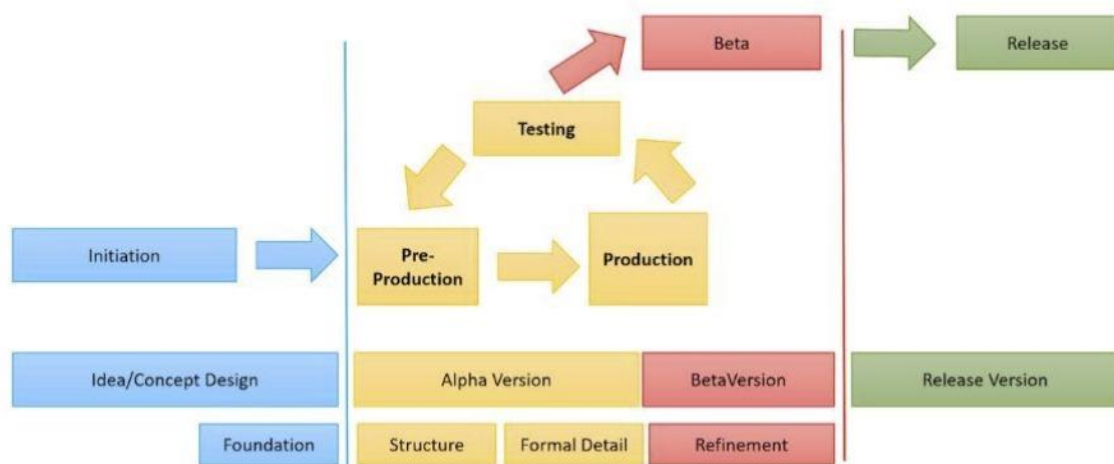 Beta
Release
Testing
Initiation
Pre-
Production
Production
Idea/Concept Design
Alpha Version
BetaVersion
Release Version
Foundation
Structure
Formal Detail
Refinement